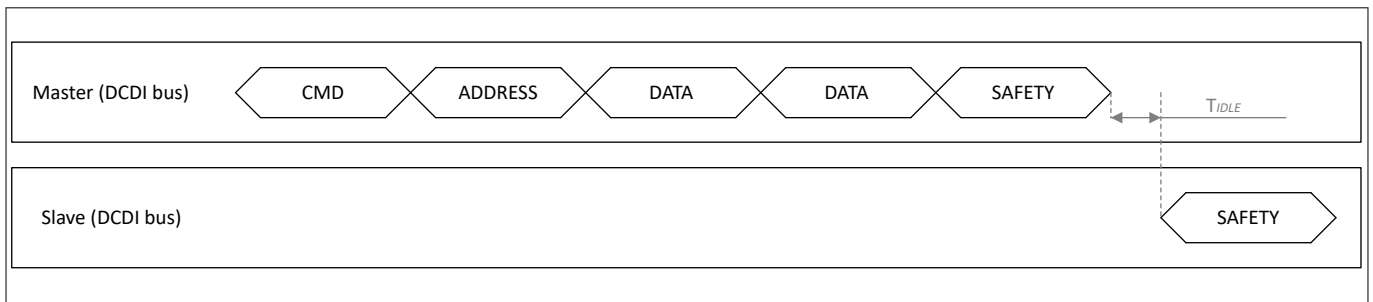 Master (DCDI bus) CMD ADDRESS DATA DATA SAFETY TIDLE
Slave (DCDI bus) SAFETY